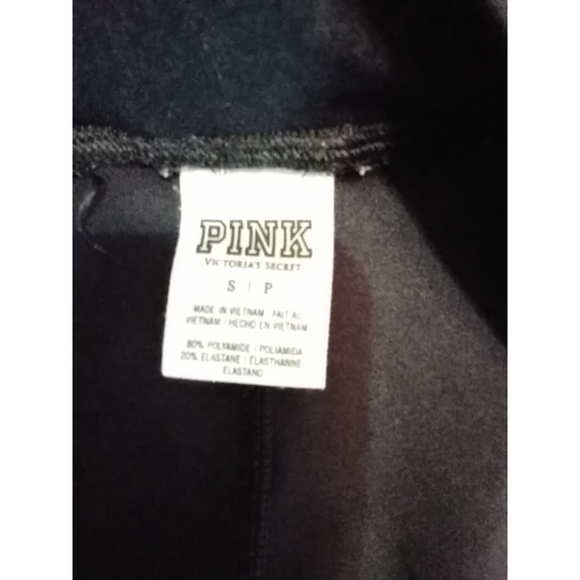 PINK
VICTORIA'S SECRET
S | P
MADE IN VIETNAM / FAIT AU
VIETNAM / HECHO EN VIETNAM
80% POLYAMIDE / POLIAMIDA
20% ELASTANE / ÉLASTHANNE
ELASTANO